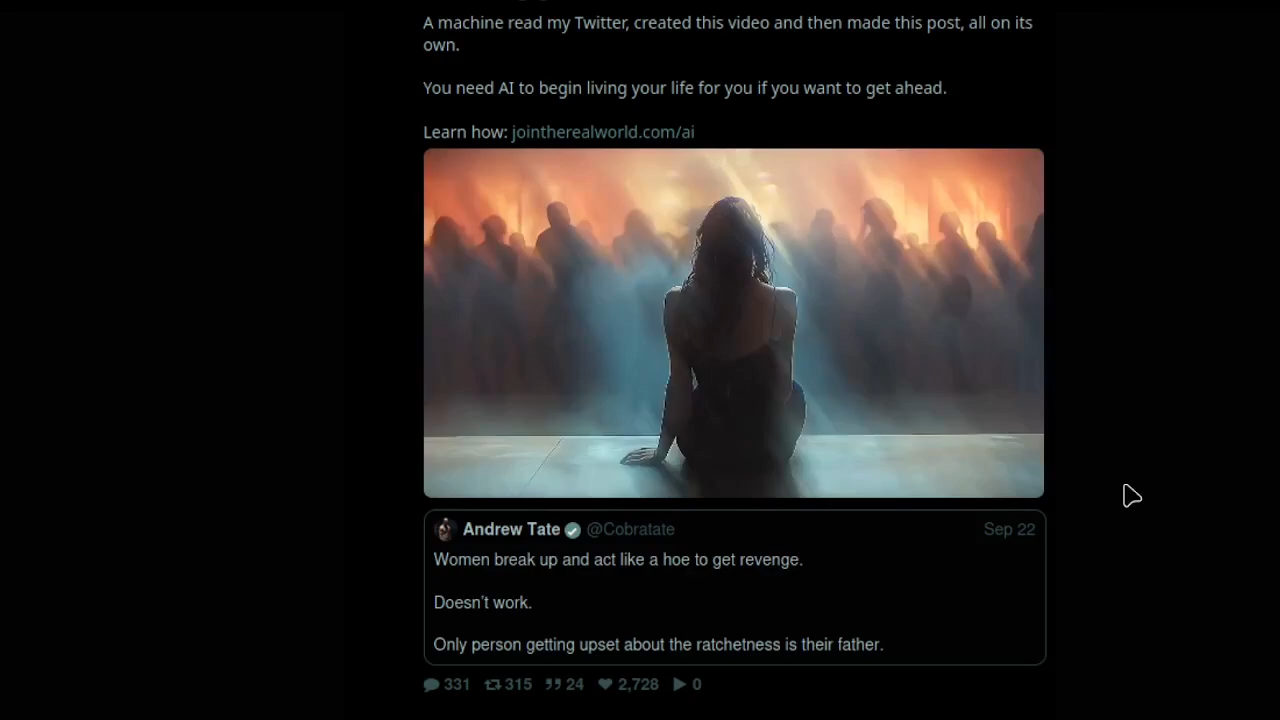 A machine read my Twitter, created this video and then made this post, all on its
own.
You need AI to begin living your life for you if you want to get ahead.
Learn how: jointherealworld.com/ai
Andrew Tate @Cobratate Sep 22
Women break up and act like a hoe to get revenge.
Doesn't work.
Only person getting upset about the ratchetness is their father.
331 315 24 2,728 0